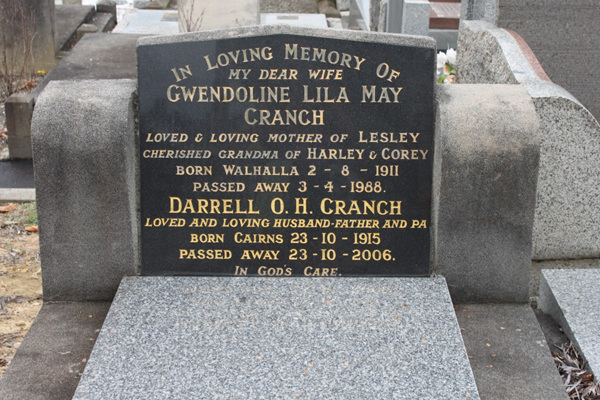 In Loving Memory Of
MY DEAR WIFE
GWENDOLINE LILA MAY
CRANCH
LOVED & LOVING MOTHER OF LESLEY
CHERISHED GRANDMA OF HARLEY & COREY
BORN WALHALLA 2-8-1911
PASSED AWAY 3-4-1988.
DARRELL O. H. CRANCH
LOVED AND LOVING HUSBAND-FATHER AND PA
BORN CAIRNS 23-10-1915
PASSED AWAY 23-10-2006.
IN GOD'S CARE.